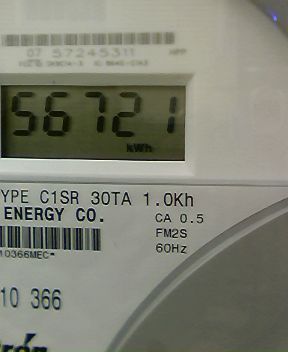 07 57245311
56721
kWh
YPE C1SR 30TA 1.0Kh
ENERGY CO.
CA 0.5
FM2S
60Hz
10366MEC*
10 366
rón